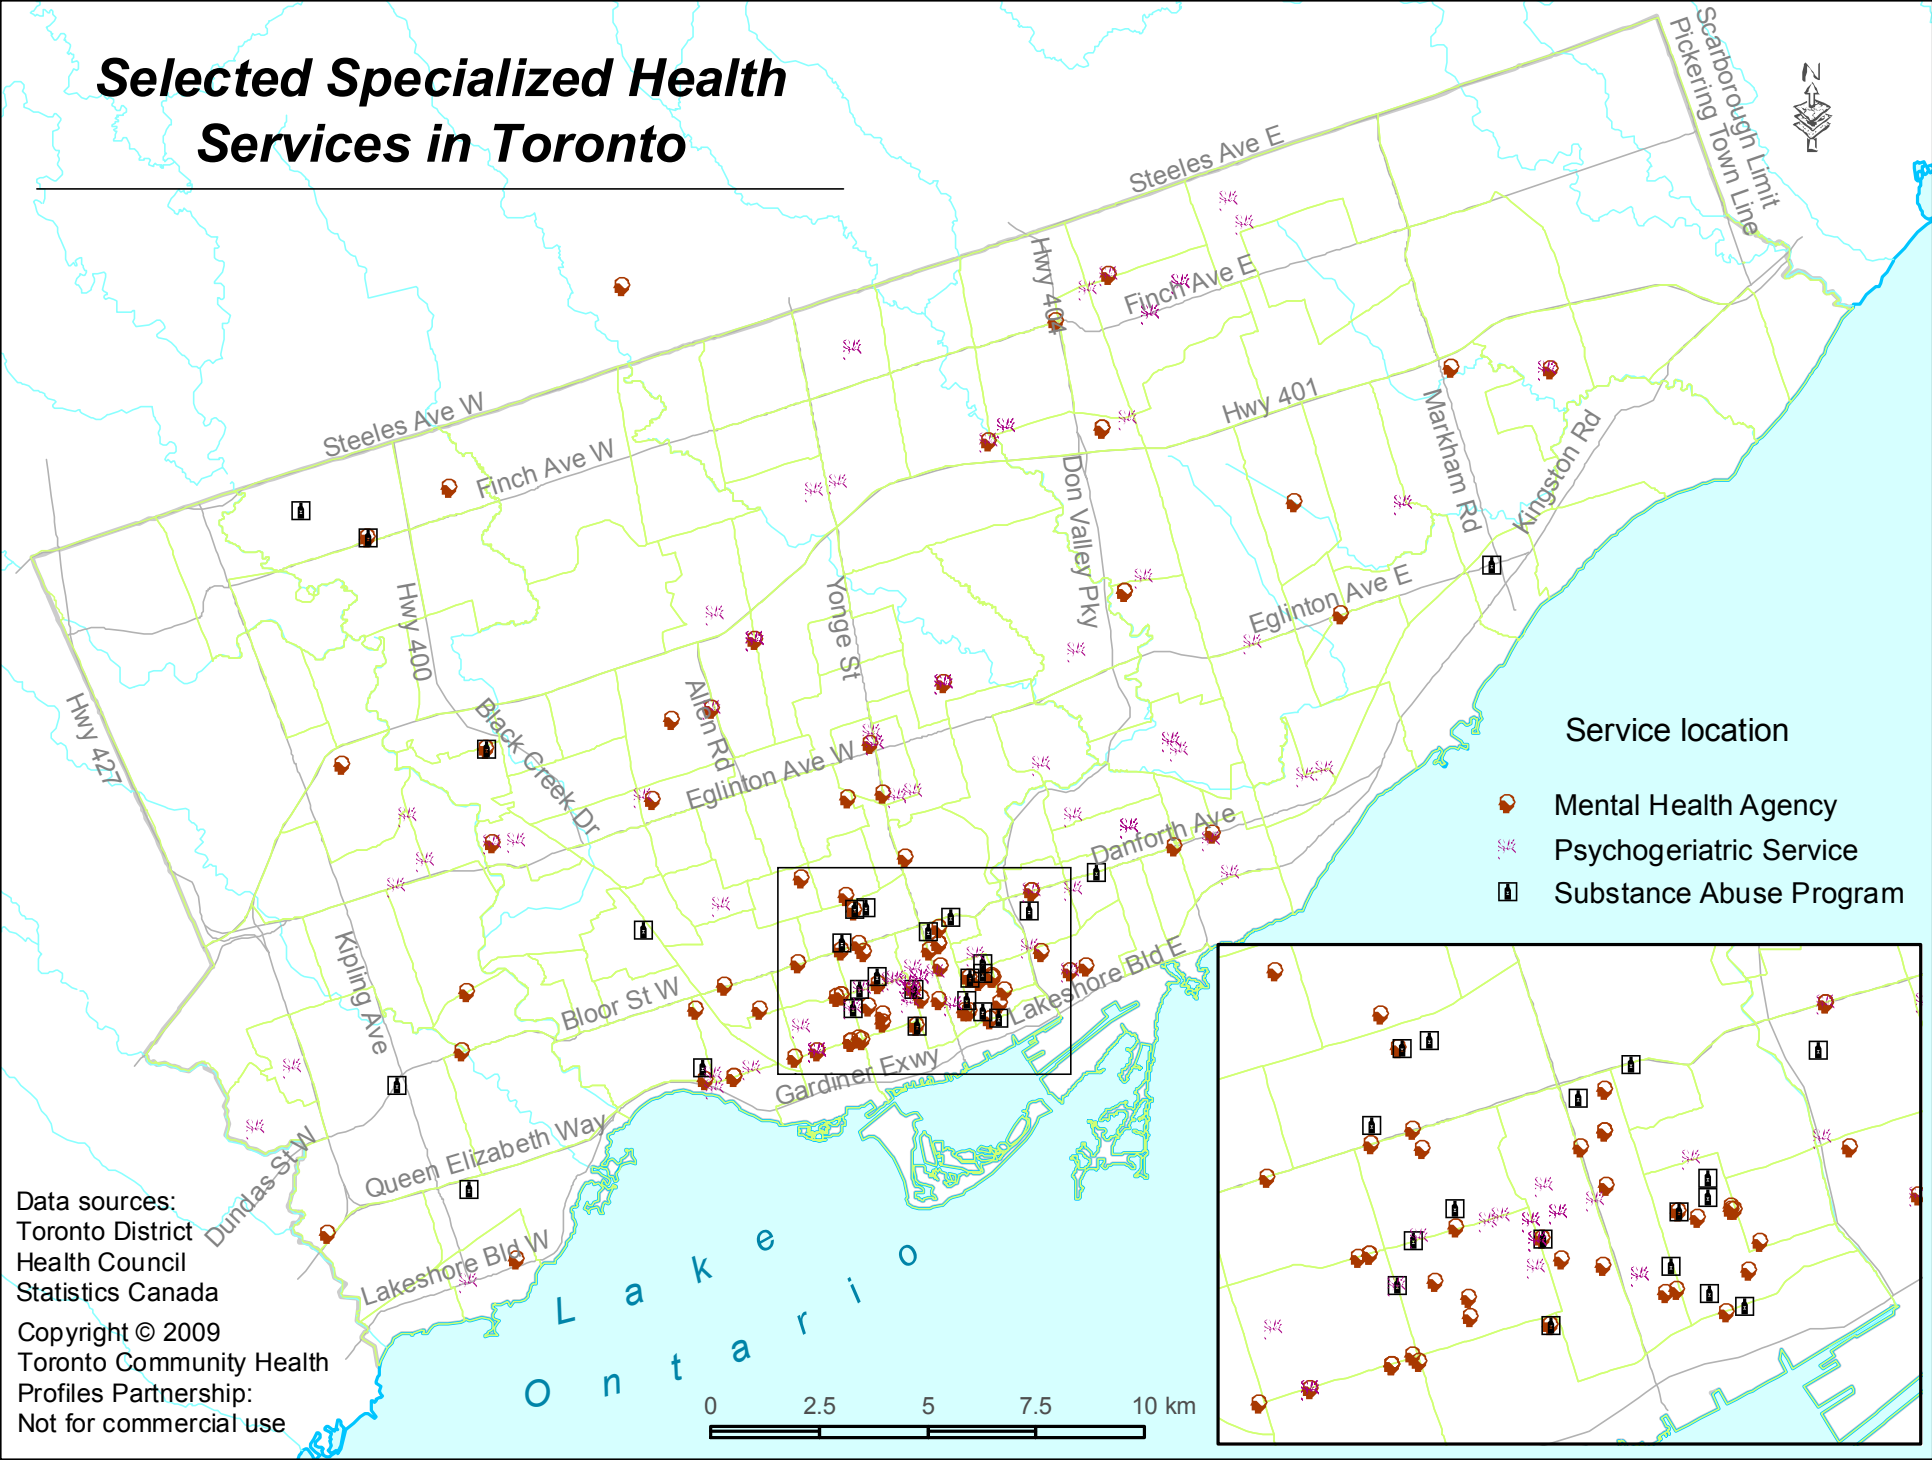 Selected Specialized Health
Services in Toronto
Scarborough Limit
Pickering Town Line
N
Steeles Ave E
Hwy 404
Finch Ave E
Steeles Ave W
Finch Ave W
Hwy 401
Markham Rd
Kingston Rd
Don Valley Pky
Hwy 400
Yonge St
Eglinton Ave E
Hwy 427
Black Creek Dr
Allen Rd
Eglinton Ave W
Danforth Ave
Kipling Ave
Bloor St W
Lakeshore Bld E
Gardiner Exwy
Dundas St W
Queen Elizabeth Way
Lakeshore Bld W
Service location
Mental Health Agency
Psychogeriatric Service
Substance Abuse Program
Lake
Ontario
Data sources:
Toronto District
Health Council
Statistics Canada
Copyright © 2009
Toronto Community Health
Profiles Partnership:
Not for commercial use
0 2.5 5 7.5 10 km